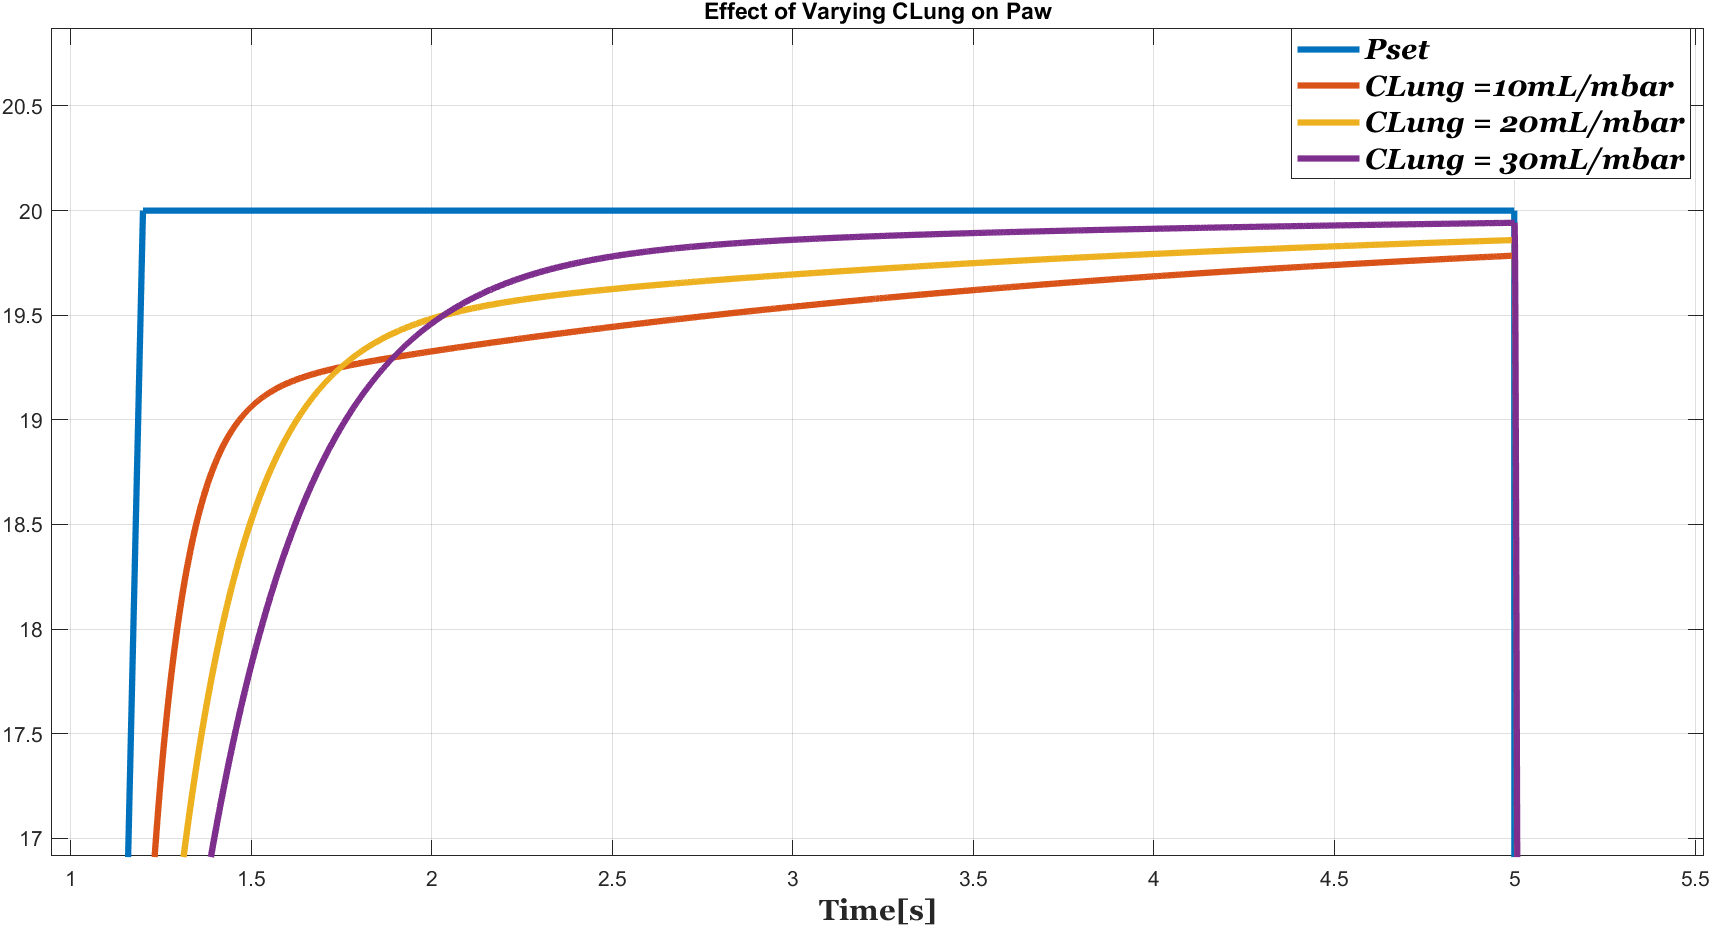 Effect of Varying CLung on Paw
Pset
CLung =10mL/mbar
CLung = 20mL/mbar
CLung = 30mL/mbar
20.5
20
19.5
19
18.5
18
17.5
17
1 1.5 2 2.5 3 3.5 4 4.5 5 5.5
Time[s]